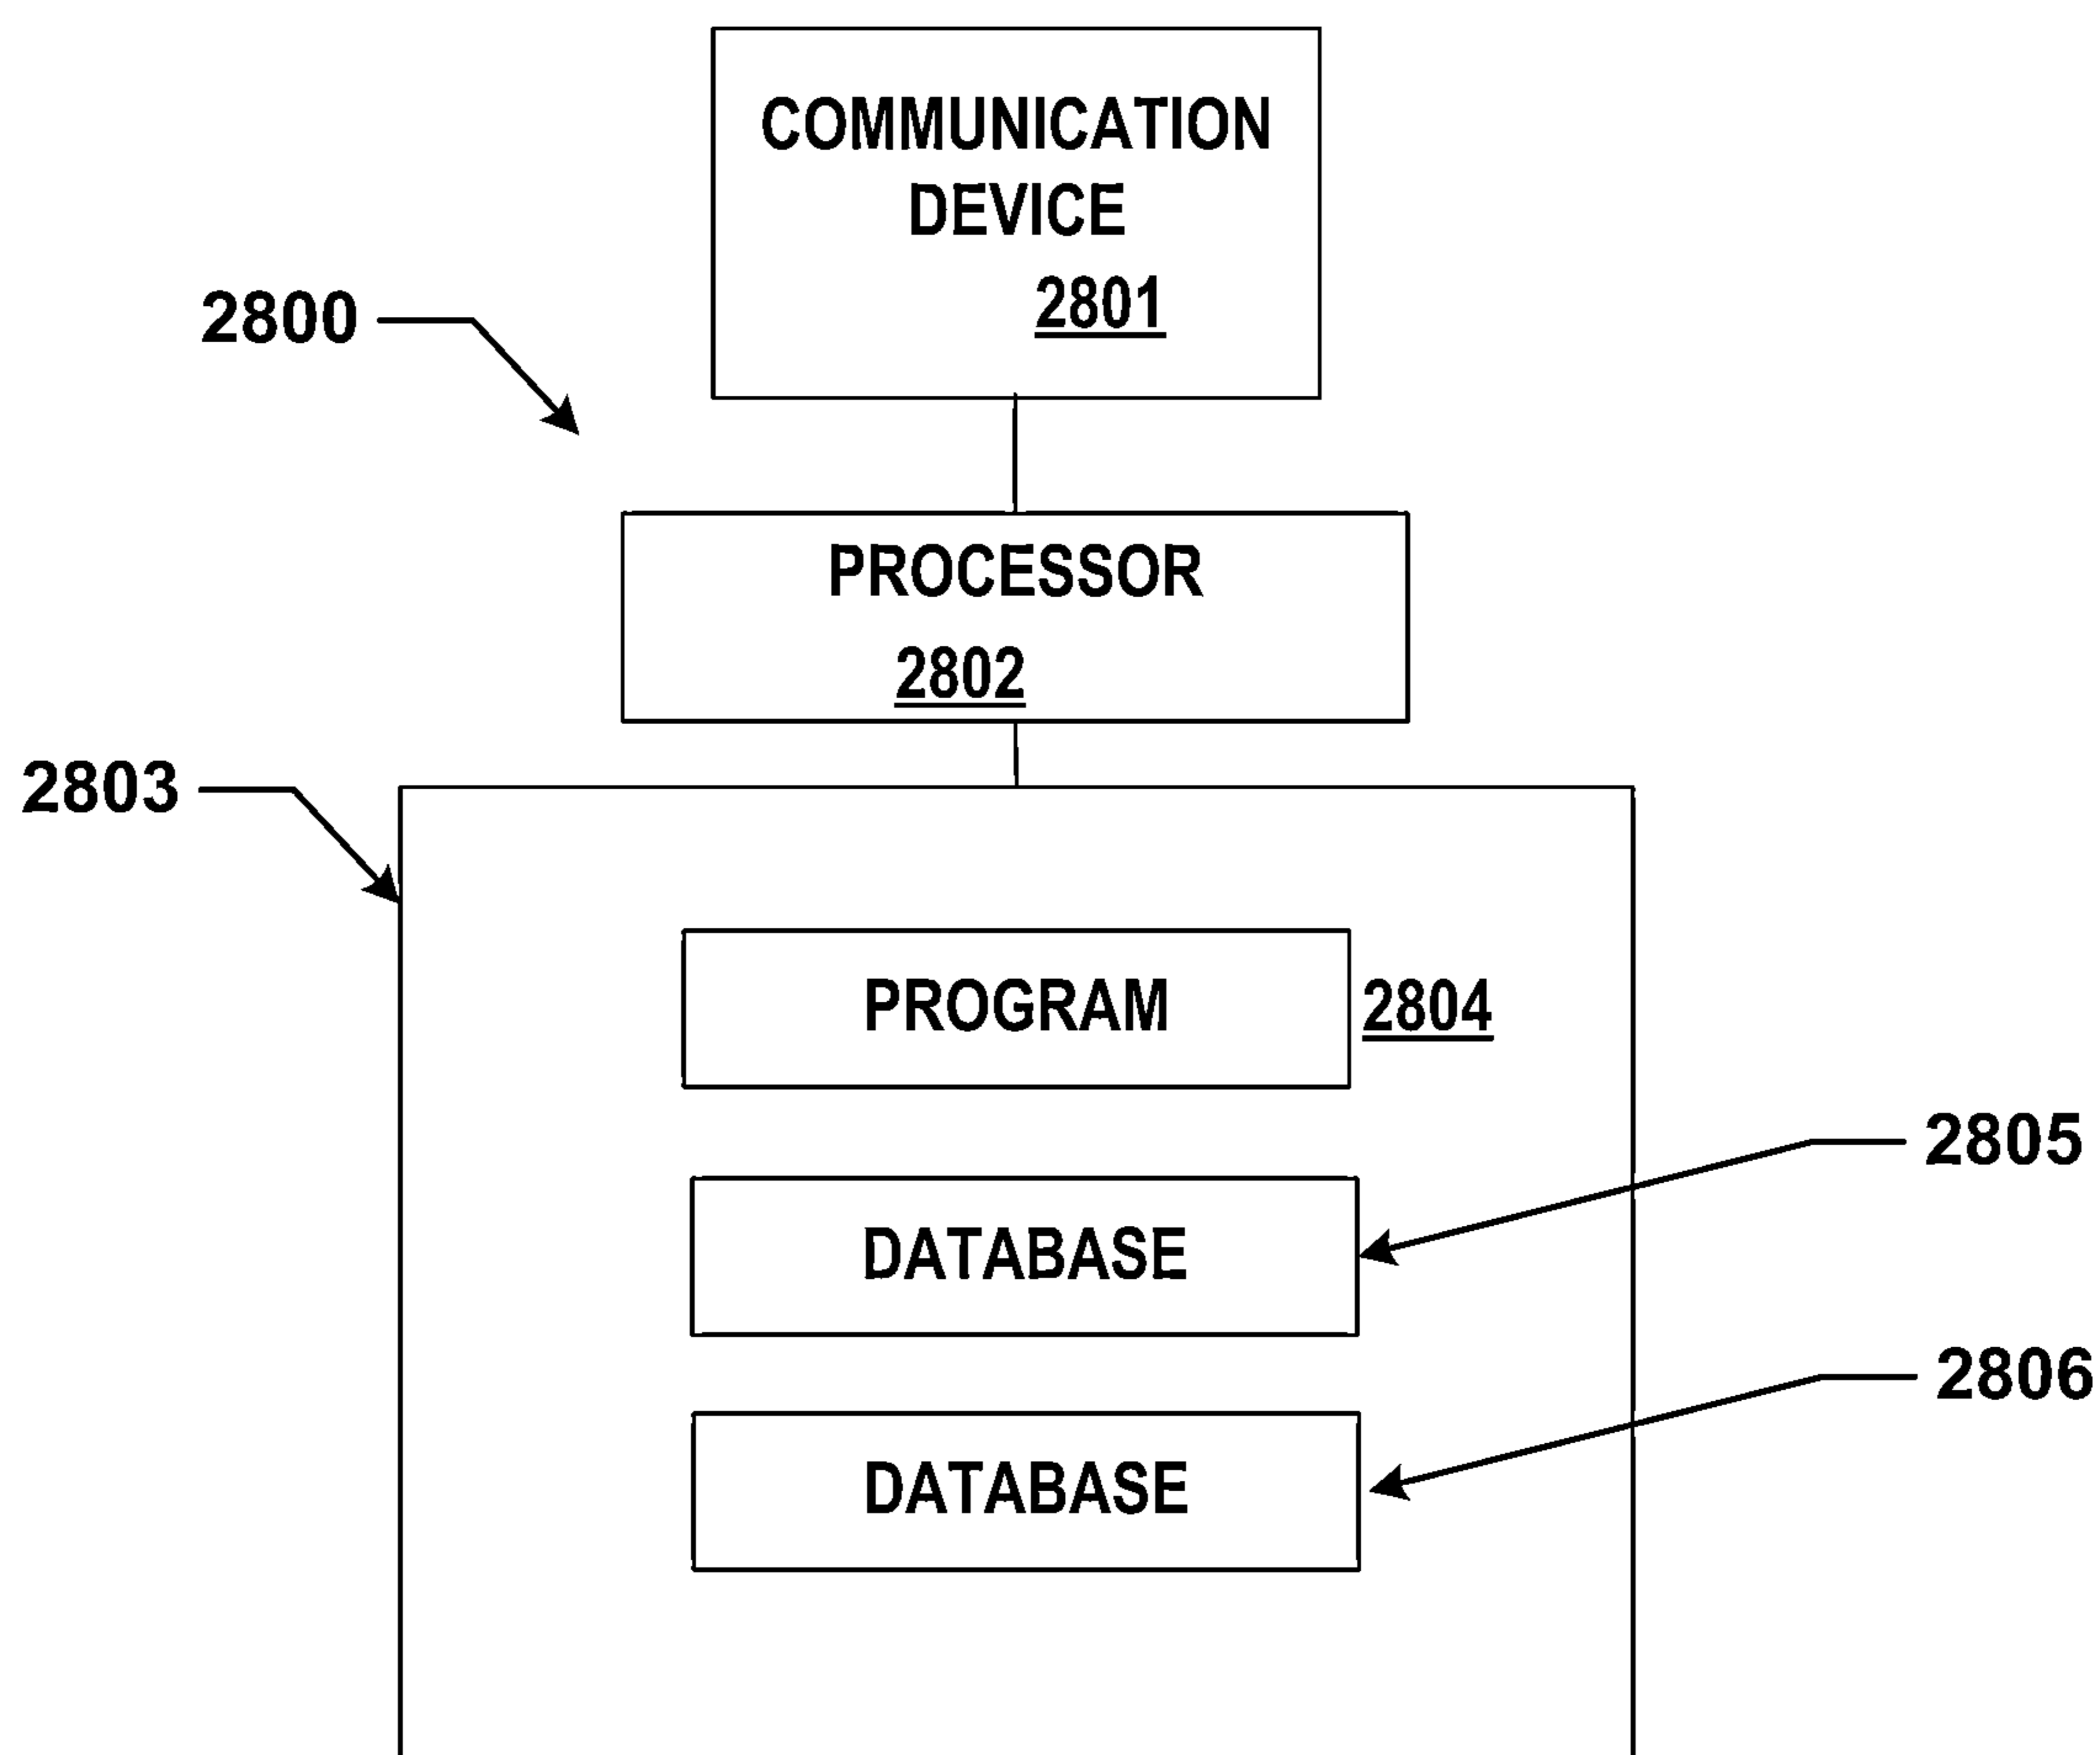 COMMUNICATION
DEVICE
2801
2800
PROCESSOR
2802
2803
PROGRAM
2804
2805
DATABASE
2806
DATABASE